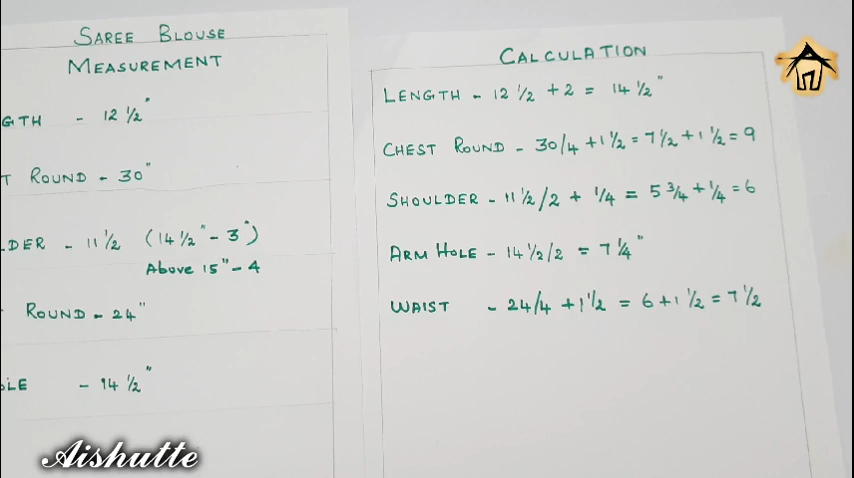 SAREE BLOUSE
MEASUREMENT
GTH - 12 1/2"
T ROUND - 30"
LDER - 11 1/2 (14 1/2" - 3")
Above 15" - 4
ROUND - 24"
OLE - 14 1/2"
CALCULATION
LENGTH - 12 1/2 + 2 = 14 1/2"
CHEST ROUND - 30/4 + 1 1/2 = 7 1/2 + 1 1/2 = 9
SHOULDER - 11 1/2/2 + 1/4 = 5 3/4 + 1/4 = 6
ARM HOLE - 14 1/2/2 = 7 1/4"
WAIST - 24/4 + 1 1/2 = 6 + 1 1/2 = 7 1/2
Aishutte